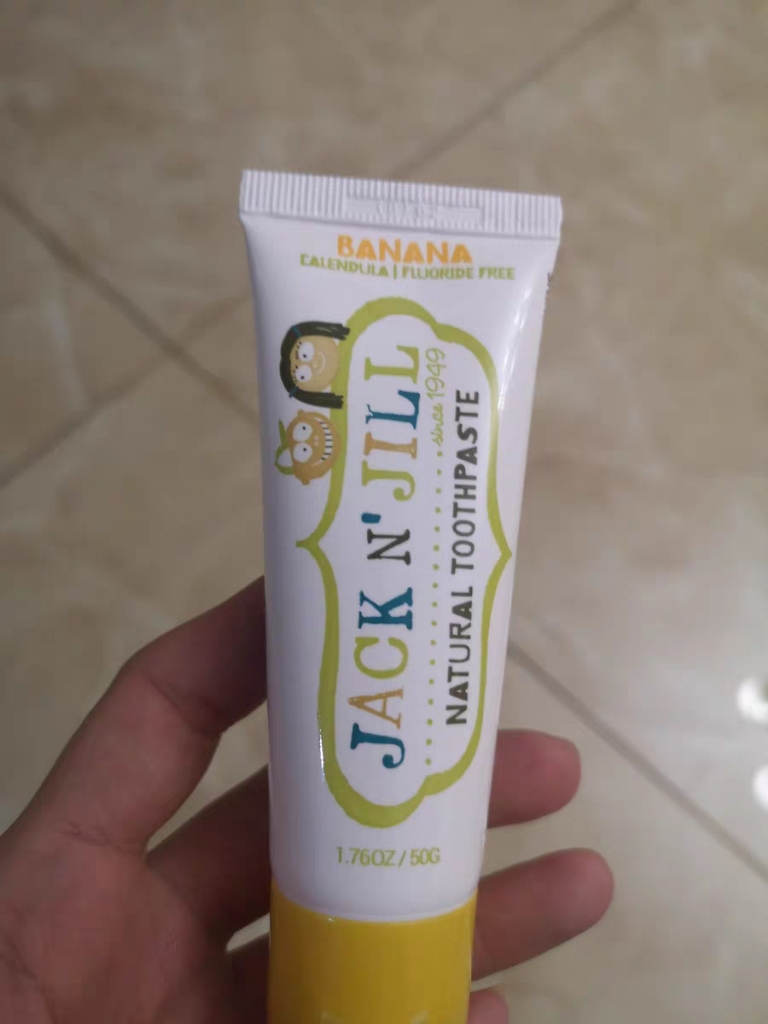 BANANA
CALENDULA | FLUORIDE FREE
JACK N' JILL
since 1949
NATURAL TOOTHPASTE
1.76OZ / 50G